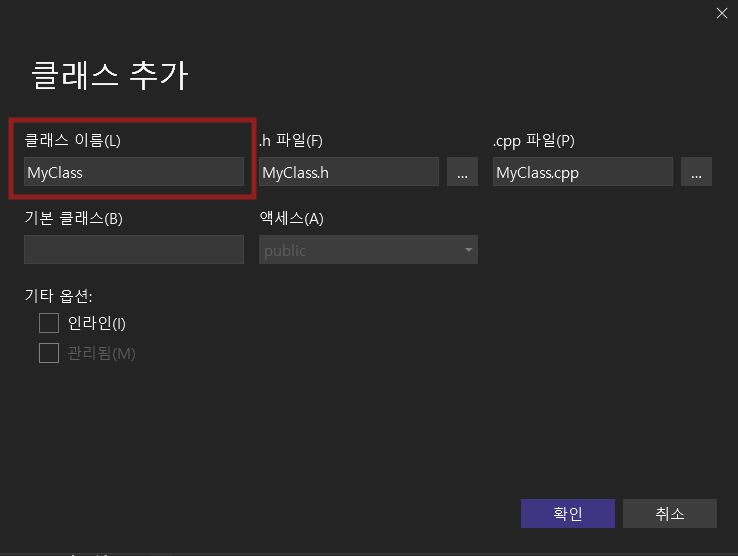 클래스 추가
클래스 이름(L) .h 파일(F) .cpp 파일(P)
MyClass MyClass.h ... MyClass.cpp ...
기본 클래스(B) 액세스(A)
public
기타 옵션:
인라인(I)
관리됨(M)
확인 취소